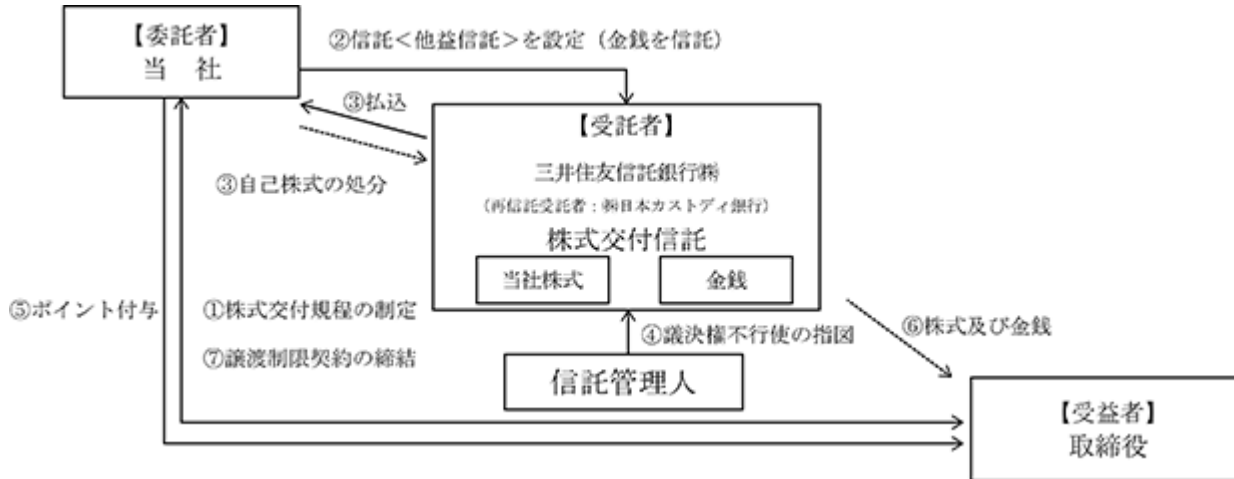 【委託者】
当 社
②信託<他益信託>を設定（金銭を信託）
③払込
③自己株式の処分
【受託者】
三井住友信託銀行㈱
（再信託受託者：㈱日本カストディ銀行）
株式交付信託
当社株式
金銭
⑤ポイント付与
①株式交付規程の制定
⑦譲渡制限契約の締結
④議決権不行使の指図
⑥株式及び金銭
信託管理人
【受益者】
取締役